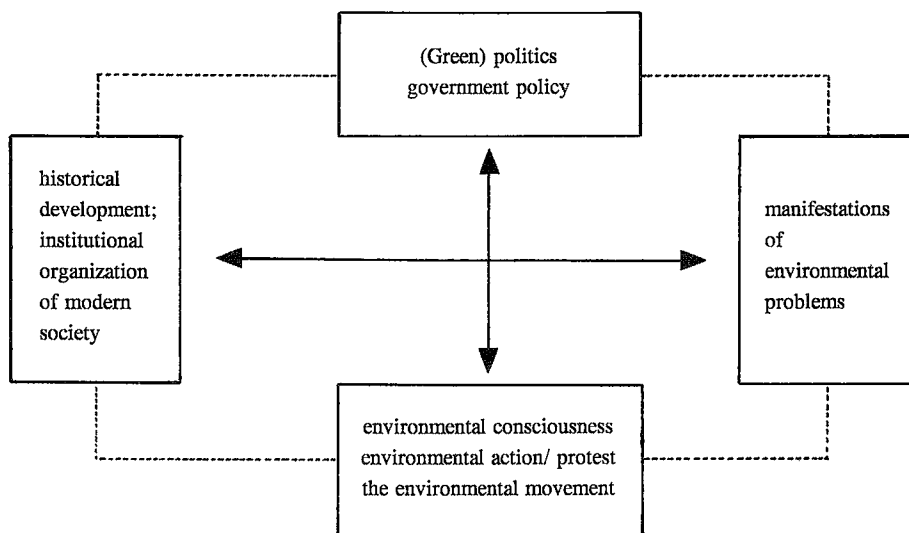 (Green) politics
government policy
historical
development;
institutional
organization
of modern
society
manifestations
of
environmental
problems
environmental consciousness
environmental action/ protest
the environmental movement